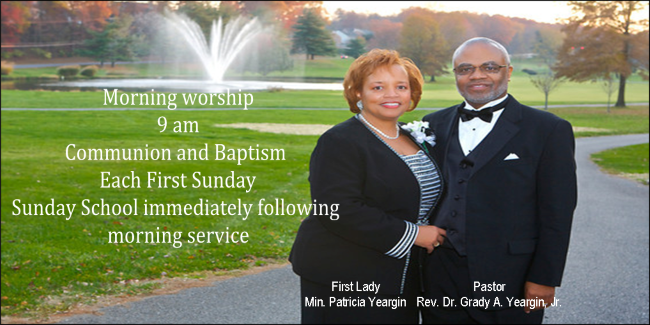 Morning worship
9 am
Communion and Baptism
Each First Sunday
Sunday School immediately following
morning service
First Lady
Min. Patricia Yeargin
Pastor
Rev. Dr. Grady A. Yeargin, Jr.